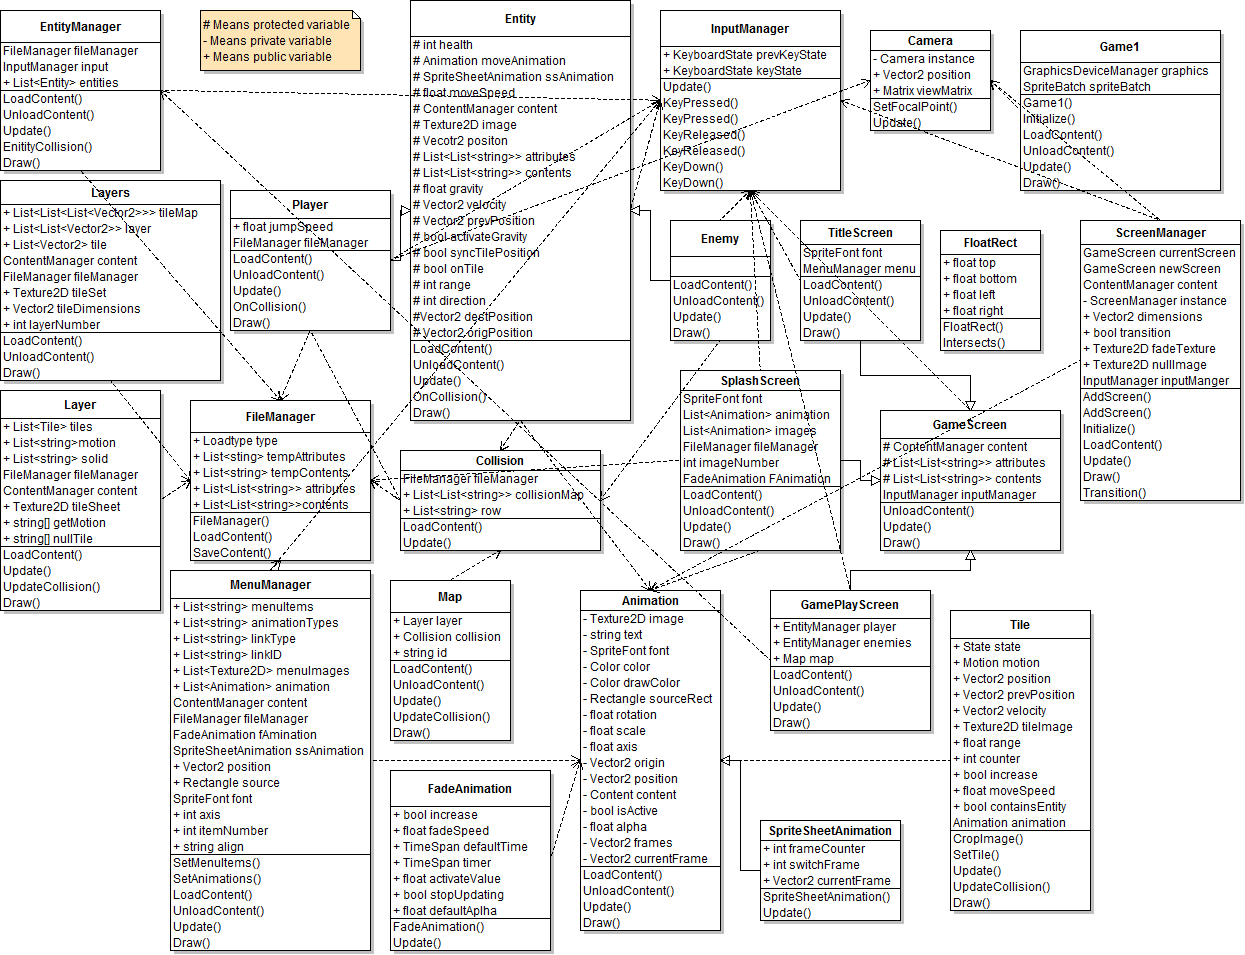 EntityManager
FileManager fileManager
InputManager input
+ List<Entity> entities
LoadContent()
UnloadContent()
Update()
EnitityCollision()
Draw()
# Means protected variable
- Means private variable
+ Means public variable
Entity
# int health
# Animation moveAnimation
# SpriteSheetAnimation ssAnimation
# float moveSpeed
# ContentManager content
# Texture2D image
# Vecotr2 positon
# List<List<string>> attributes
# List<List<string>> contents
# float gravity
# Vector2 velocity
# Vector2 prevPosition
# bool activateGravity
# bool syncTilePosition
# bool onTile
# int range
# int direction
#Vector2 destPosition
# Vector2 origPosition
LoadContent()
UnloadContent()
Update()
OnCollision()
Draw()
InputManager
+ KeyboardState prevKeyState
+ KeyboardState keyState
Update()
KeyPressed()
KeyPressed()
KeyReleased()
KeyReleased()
KeyDown()
KeyDown()
Camera
- Camera instance
+ Vector2 position
+ Matrix viewMatrix
SetFocalPoint()
Update()
Game1
GraphicsDeviceManager graphics
SpriteBatch spriteBatch
Game1()
Initialize()
LoadContent()
UnloadContent()
Update()
Draw()
Layers
+ List<List<List<Vector2>>> tileMap
+ List<List<Vector2>> layer
+ List<Vector2> tile
ContentManager content
FileManager fileManager
+ Texture2D tileSet
+ Vector2 tileDimensions
+ int layerNumber
LoadContent()
UnloadContent()
Draw()
Player
+ float jumpSpeed
FileManager fileManager
LoadContent()
UnloadContent()
Update()
OnCollision()
Draw()
Enemy
LoadContent()
UnloadContent()
Update()
Draw()
TitleScreen
SpriteFont font
MenuManager menu
LoadContent()
UnloadContent()
Update()
Draw()
FloatRect
+ float top
+ float bottom
+ float left
+ float right
FloatRect()
Intersects()
ScreenManager
GameScreen currentScreen
GameScreen newScreen
ContentManager content
- ScreenManager instance
+ Vector2 dimensions
+ bool transition
+ Texture2D fadeTexture
+ Texture2D nullImage
InputManager inputManger
AddScreen()
AddScreen()
Initialize()
LoadContent()
Update()
Draw()
Transition()
Layer
+ List<Tile> tiles
+ List<string>motion
+ List<string> solid
FileManager fileManager
ContentManager content
+ Texture2D tileSheet
+ string[] getMotion
+ string[] nullTile
LoadContent()
Update()
UpdateCollision()
Draw()
FileManager
+ Loadtype type
+ List<sting> tempAttributes
+ List<string> tempContents
+ List<List<string>> attributes
+ List<List<string>>contents
FileManager()
LoadContent()
SaveContent()
Collision
FileManager fileManager
+ List<List<string>> collisionMap
+ List<string> row
LoadContent()
Update()
SplashScreen
SpriteFont font
List<Animation> animation
List<Animation> images
FileManager fileManager
int imageNumber
FadeAnimation FAnimation
LoadContent()
UnloadContent()
Update()
Draw()
GameScreen
# ContentManager content
# List<List<string>> attributes
# List<List<string>> contents
InputManager inputManager
UnloadContent()
LoadContent()
Update()
Draw()
MenuManager
+ List<string> menuItems
+ List<string> animationTypes
+ List<string> linkType
+ List<string> linkID
+ List<Texture2D> menuImages
+ List<Animation> animation
ContentManager content
FileManager fileManager
FadeAnimation fAmination
SpriteSheetAnimation ssAnimation
+ Vector2 position
+ Rectangle source
SpriteFont font
+ int axis
+ int itemNumber
+ string align
SetMenuItems()
SetAnimations()
LoadContent()
UnloadContent()
Update()
Draw()
Map
+ Layer layer
+ Collision collision
+ string id
LoadContent()
UnloadContent()
Update()
UpdateCollision()
Draw()
Animation
- Texture2D image
- string text
- SpriteFont font
- Color color
- Color drawColor
- Rectangle sourceRect
- float rotation
- float scale
- float axis
- Vector2 origin
- Vector2 position
- Content content
- bool isActive
- float alpha
- Vector2 frames
- Vector2 currentFrame
LoadContent()
UnloadContent()
Update()
Draw()
GamePlayScreen
+ EntityManager player
+ EntityManager enemies
+ Map map
LoadContent()
UnloadContent()
Update()
Draw()
Tile
+ State state
+ Motion motion
+ Vector2 position
+ Vector2 prevPosition
+ Vector2 velocity
+ Texture2D tileImage
+ float range
+ int counter
+ bool increase
+ float moveSpeed
+ bool containsEntity
Animation animation
CropImage()
SetTile()
Update()
UpdateCollision()
Draw()
FadeAnimation
+ bool increase
+ float fadeSpeed
+ TimeSpan defaultTime
+ TimeSpan timer
+ float activateValue
+ bool stopUpdating
+ float defaultAplha
FadeAnimation()
Update()
SpriteSheetAnimation
+ int frameCounter
+ int switchFrame
+ Vector2 currentFrame
SpriteSheetAnimation()
Update()